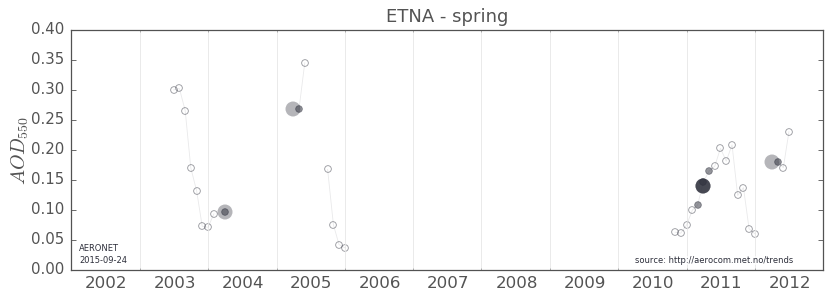 ETNA - spring
0.40
0.35
0.30
0.25
0.20
0.15
0.10
0.05
0.00
AOD550
AERONET
2015-09-24
source: http://aerocom.met.no/trends
2002 2003 2004 2005 2006 2007 2008 2009 2010 2011 2012